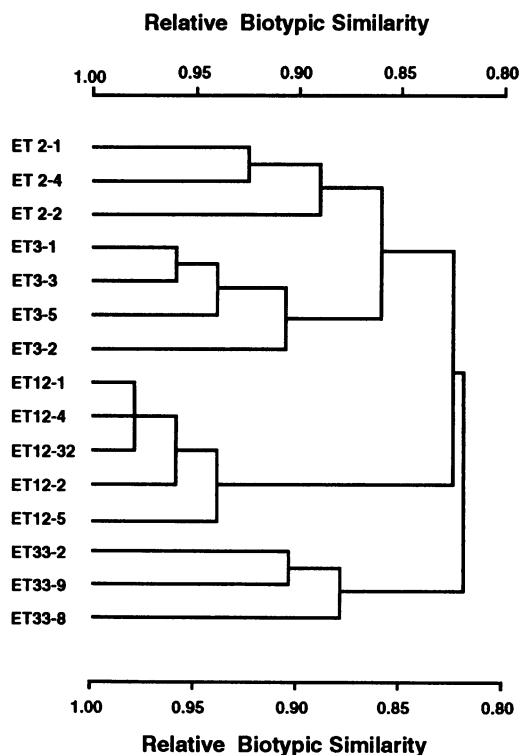 Relative Biotypic Similarity
1.00 0.95 0.90 0.85 0.80
ET 2-1
ET 2-4
ET 2-2
ET3-1
ET3-3
ET3-5
ET3-2
ET12-1
ET12-4
ET12-32
ET12-2
ET12-5
ET33-2
ET33-9
ET33-8
1.00 0.95 0.90 0.85 0.80
Relative Biotypic Similarity